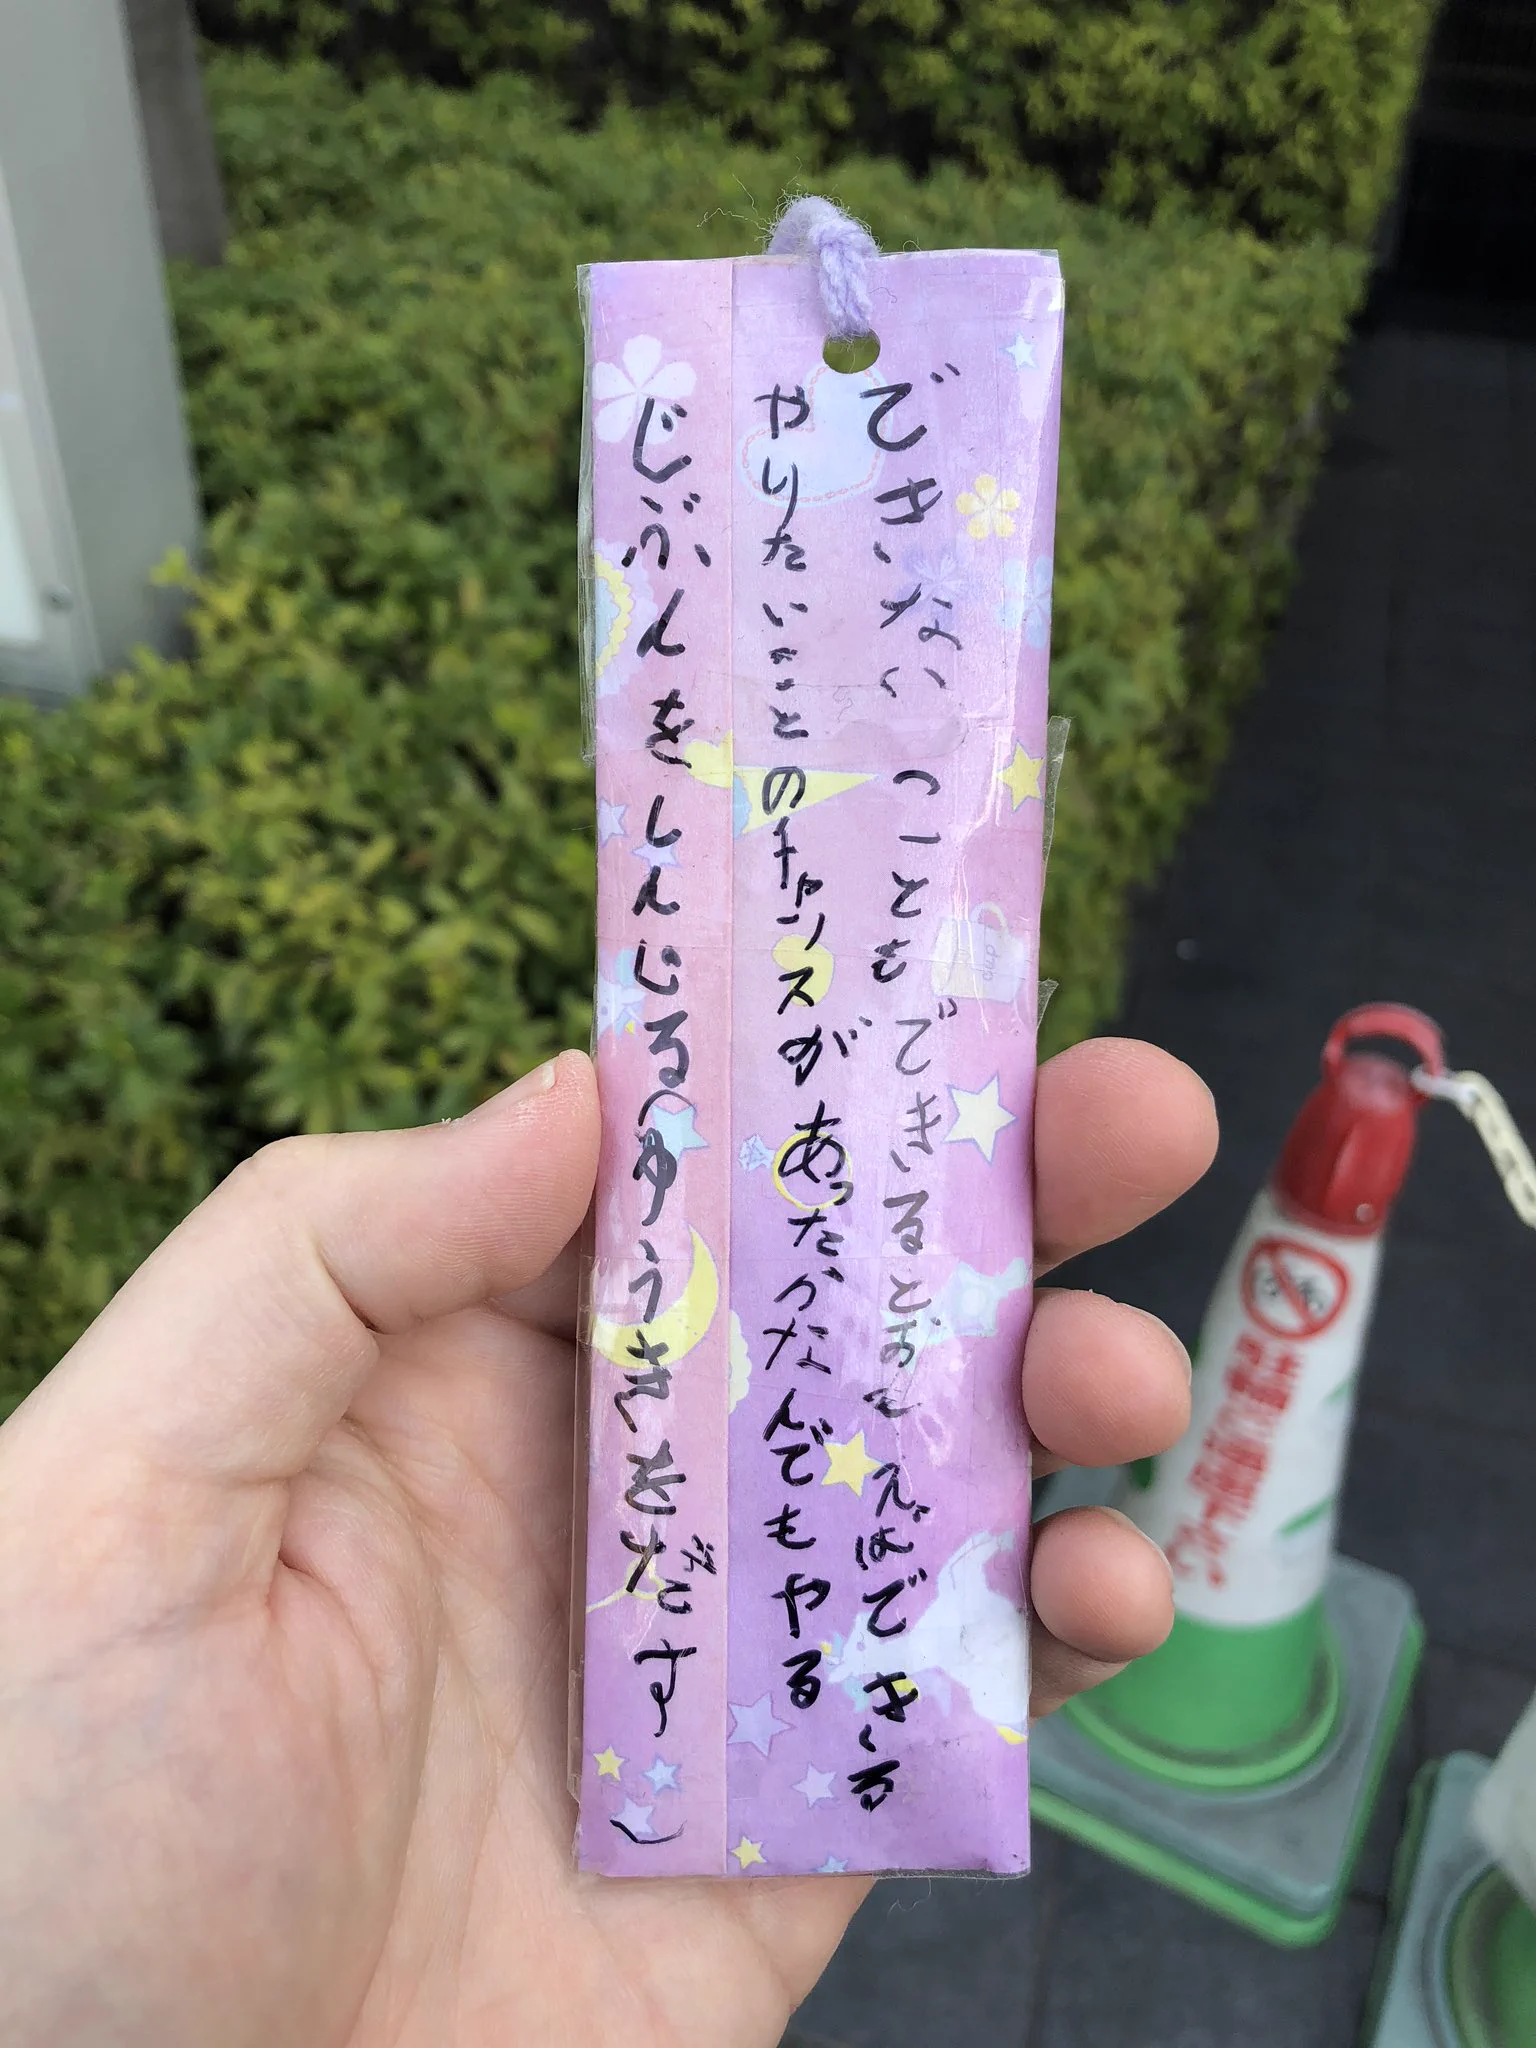 できないこともできるとおもえばできる
やりたいことのチャンスがあったらなんでもやる
じぶんをしんじる(ゆうきをだす)
cup